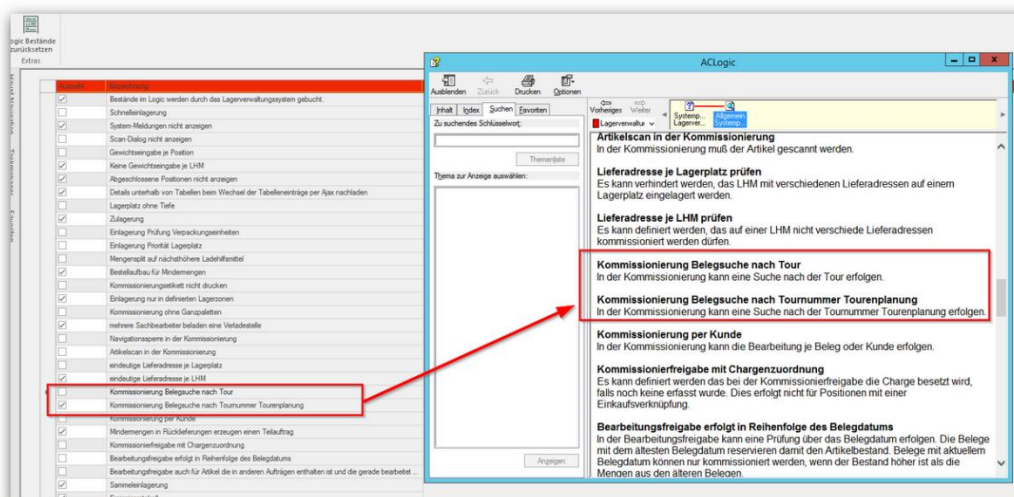 ogic Bestände
zurücksetzen
Extras
Auswahl Bezeichnung
Bestände im Logic werden durch das Lagerverwaltungssystem gebucht.
Schnelleinlagerung
System-Meldungen nicht anzeigen
Scan-Dialog nicht anzeigen
Gewichtseingabe je Position
Keine Gewichtseingabe je LHM
Abgeschlossene Positionen nicht anzeigen
Details unterhalb von Tabellen beim Wechsel der Tabelleneinträge per Ajax nachladen
Lagerplatz ohne Tiefe
Zulagerung
Einlagerung Prüfung Verpackungseinheiten
Einlagerung Priorität Lagerplatz
Mengensplit auf nächsthöhere Ladehilfsmittel
Bestellaufbau für Mindermengen
Kommissionierungsetikett nicht drucken
Einlagerung nur in definierten Lagerzonen
Kommissionierung ohne Ganzpaletten
mehrere Sachbearbeiter beladen eine Verladestelle
Navigationssperre in der Kommissionierung
Artikelscan in der Kommissionierung
eindeutige Lieferadresse je Lagerplatz
eindeutige Lieferadresse je LHM
Kommissionierung Belegsuche nach Tour
Kommissionierung Belegsuche nach Tournummer Tourenplanung
Kommissionierung per Kunde
Mindermengen in Rücklieferungen erzeugen einen Teilauftrag
Kommissionierfreigabe mit Chargenzuordnung
Bearbeitungsfreigabe erfolgt in Reihenfolge des Belegdatums
Bearbeitungsfreigabe auch für Artikel die in anderen Aufträgen enthalten ist und die gerade bearbeitet ...
Sammeleinlagerung
ACLogic
Ausblenden Zurück Drucken Optionen
Inhalt Index Suchen Favoriten
Zu suchendes Schlüsselwort:
Themenliste
Thema zur Anzeige auswählen:
Anzeigen
Vorheriges Weiter
Lagerverwaltur
Systemp... Lagerver...
Allgemein Systemp...
Artikelscan in der Kommissionierung
In der Kommissionierung muß der Artikel gescannt werden.
Lieferadresse je Lagerplatz prüfen
Es kann verhindert werden, das LHM mit verschiedenen Lieferadressen auf einem
Lagerplatz eingelagert werden.
Lieferadresse je LHM prüfen
Es kann definiert werden, das auf einer LHM nicht verschiede Lieferadressen
kommissioniert werden dürfen.
Kommissionierung Belegsuche nach Tour
In der Kommissionierung kann eine Suche nach der Tour erfolgen.
Kommissionierung Belegsuche nach Tournummer Tourenplanung
In der Kommissionierung kann eine Suche nach der Tournummer Tourenplanung erfolgen.
Kommissionierung per Kunde
In der Kommissionierung kann die Bearbeitung je Beleg oder Kunde erfolgen.
Kommissionierfreigabe mit Chargenzuordnung
Es kann definiert werden das bei der Kommissionierfreigabe die Charge besetzt wird,
falls noch keine erfasst wurde. Dies erfolgt nicht für Positionen mit einer
Einkaufsverknüpfung.
Bearbeitungsfreigabe erfolgt in Reihenfolge des Belegdatums
In der Bearbeitungsfreigabe kann eine Prüfung über das Belegdatum erfolgen. Die Belege
mit dem ältesten Belegdatum reservieren damit den Artikelbestand. Belege mit aktuellem
Belegdatum können nur kommissioniert werden, wenn der Bestand höher ist als die
Mengen aus den älteren Belegen.